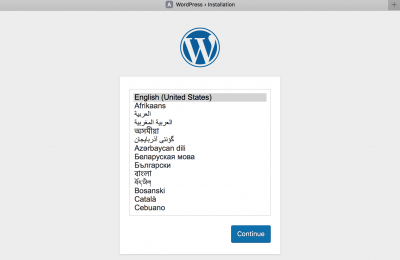 WordPress › Installation
English (United States)
Afrikaans
العربية
العربية المغربية
অসমীয়া
گؤنئی آذربایجان
Azərbaycan dili
Беларуская мова
Български
বাংলা
བོད་ཡིག
Bosanski
Català
Cebuano
Continue